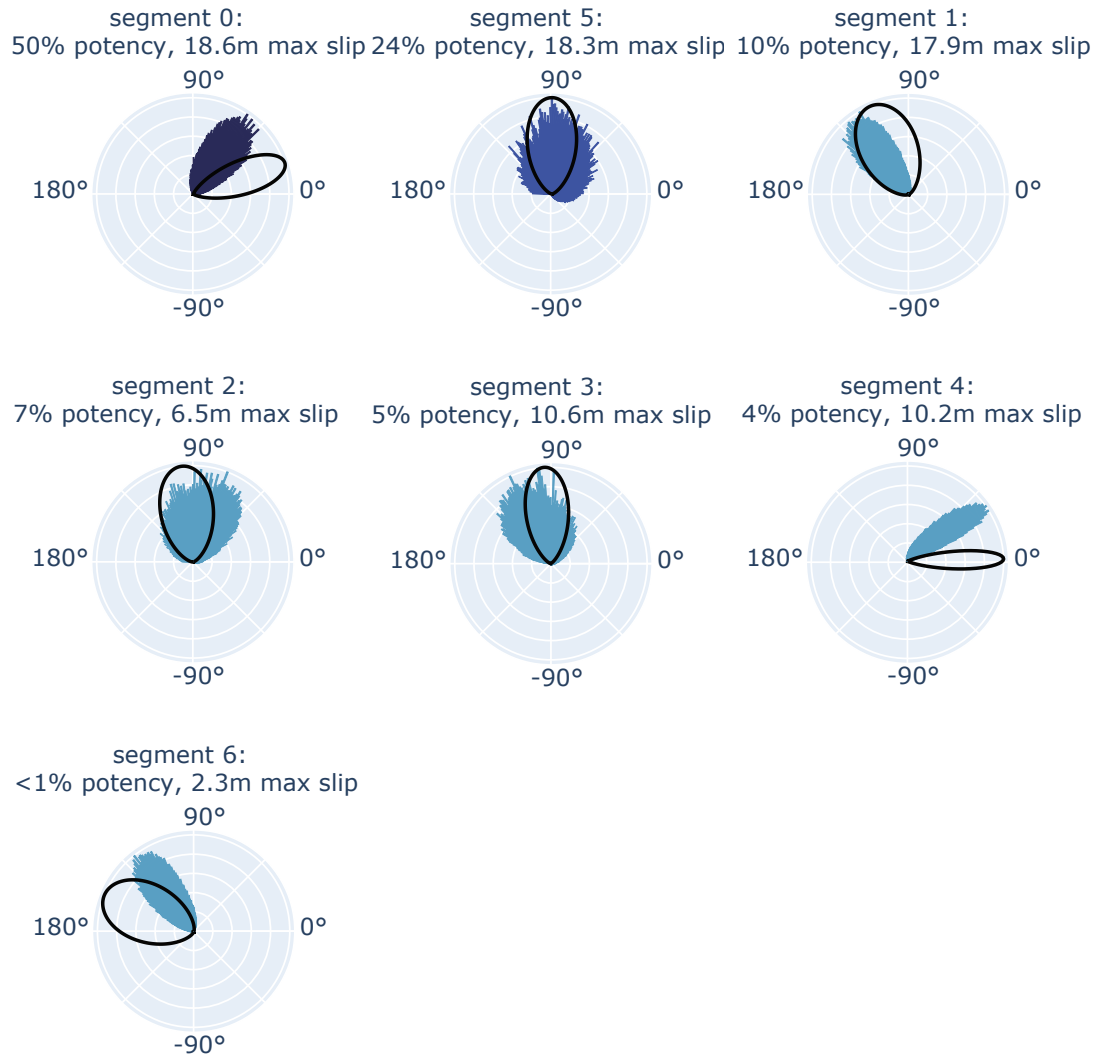 segment 0:
50% potency, 18.6m max slip
90°
180°
0°
-90°
segment 5:
24% potency, 18.3m max slip
90°
180°
0°
-90°
segment 1:
10% potency, 17.9m max slip
90°
180°
0°
-90°
segment 2:
7% potency, 6.5m max slip
90°
180°
0°
-90°
segment 3:
5% potency, 10.6m max slip
90°
180°
0°
-90°
segment 4:
4% potency, 10.2m max slip
90°
180°
0°
-90°
segment 6:
<1% potency, 2.3m max slip
90°
180°
0°
-90°